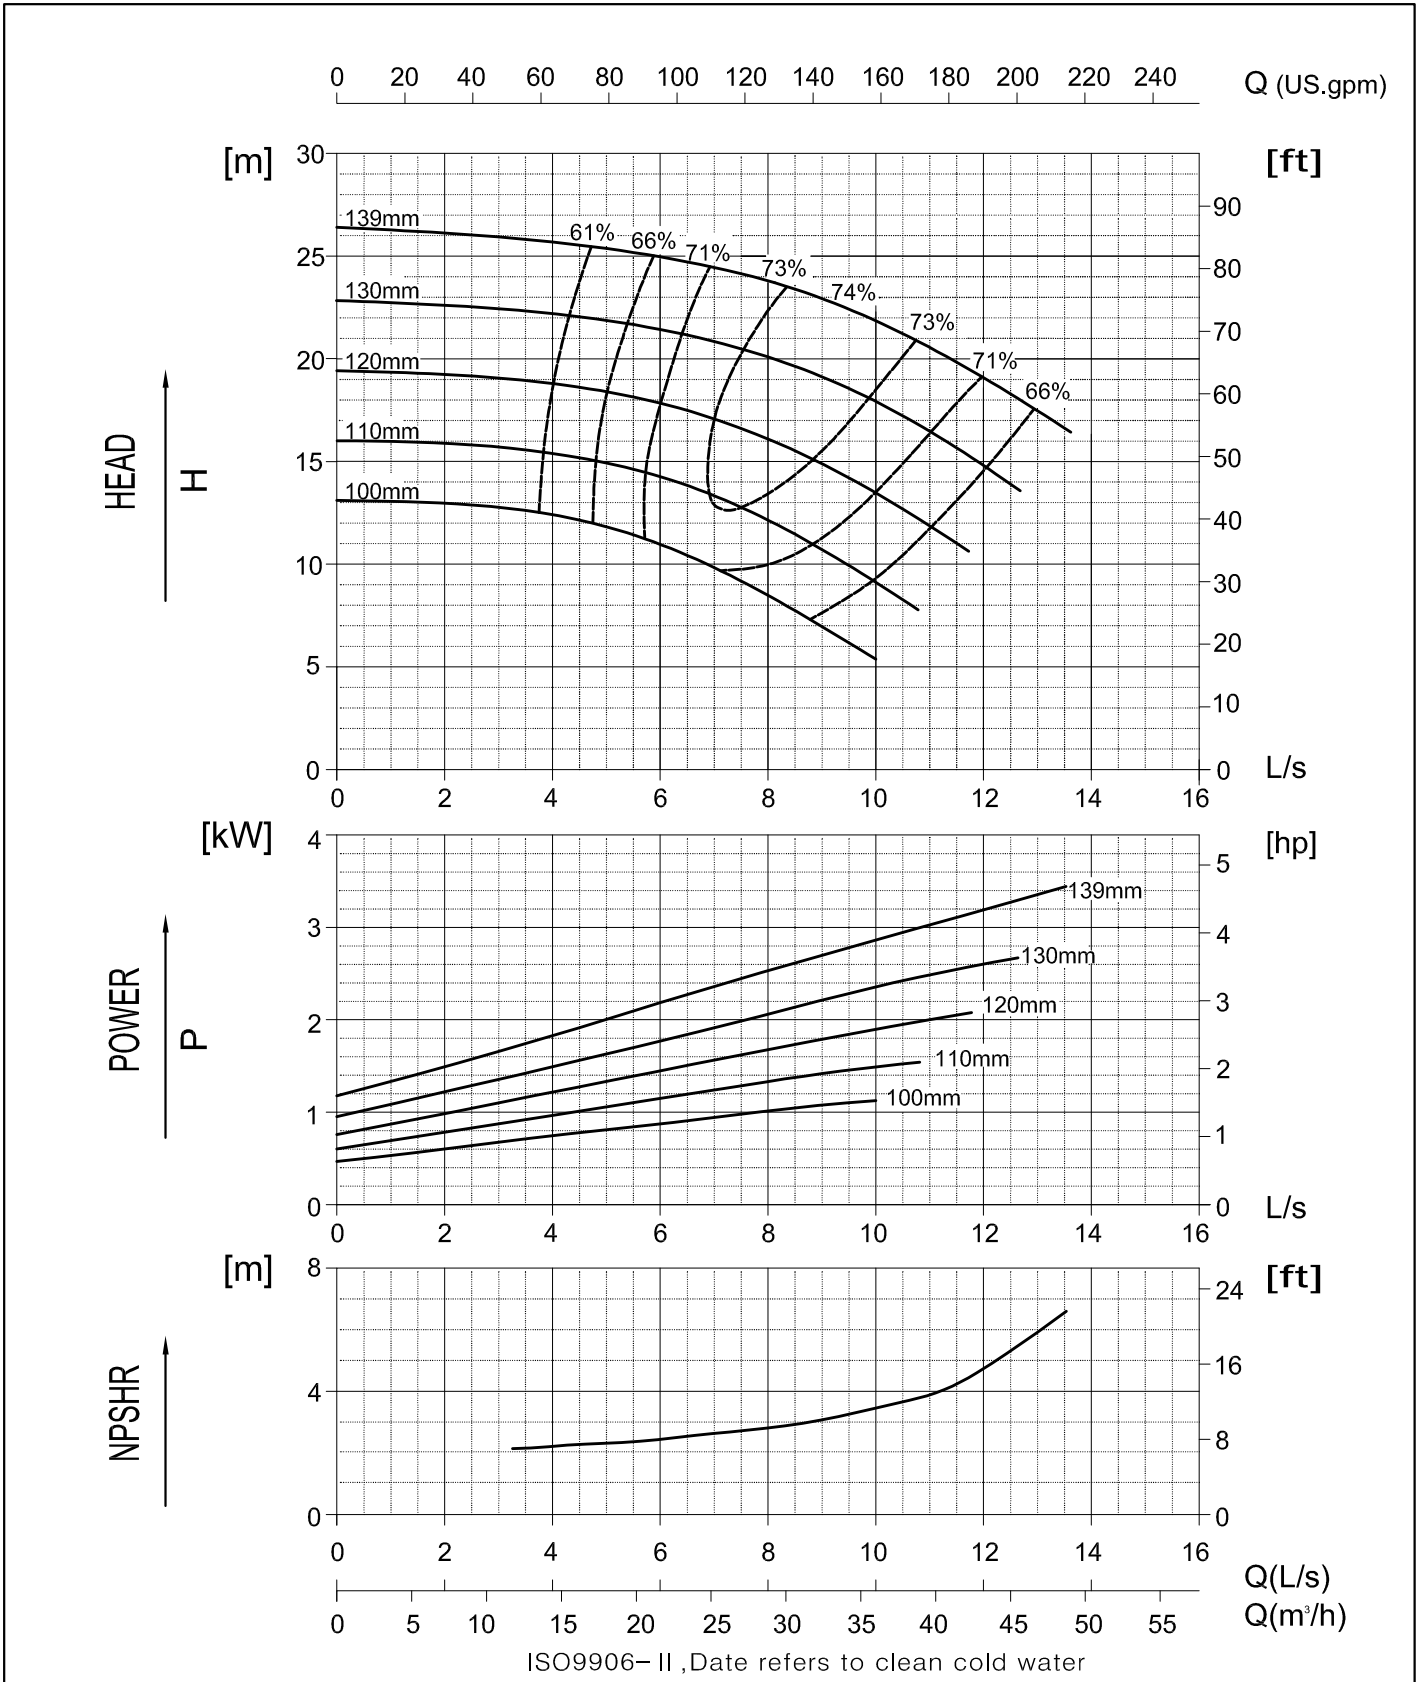 0 20 40 60 80 100 120 140 160 180 200 220 240 Q (US.gpm)
[m] 30 [ft]
139mm 61% 66% 71% 73% 74% 73% 71% 66%
130mm
120mm
110mm
100mm
25
20
15
10
5
0
90
80
70
60
50
40
30
20
10
0
HEAD
H
L/s
0 2 4 6 8 10 12 14 16
[kW] 4 [hp]
3
2
1
0
5
4
3
2
1
0
139mm
130mm
120mm
110mm
100mm
POWER
P
L/s
0 2 4 6 8 10 12 14 16
[m] 8 [ft]
4
0
24
16
8
0
NPSHR
0 2 4 6 8 10 12 14 16
Q(L/s)
0 5 10 15 20 25 30 35 40 45 50 55 Q(m³/h)
ISO9906-II ,Date refers to clean cold water